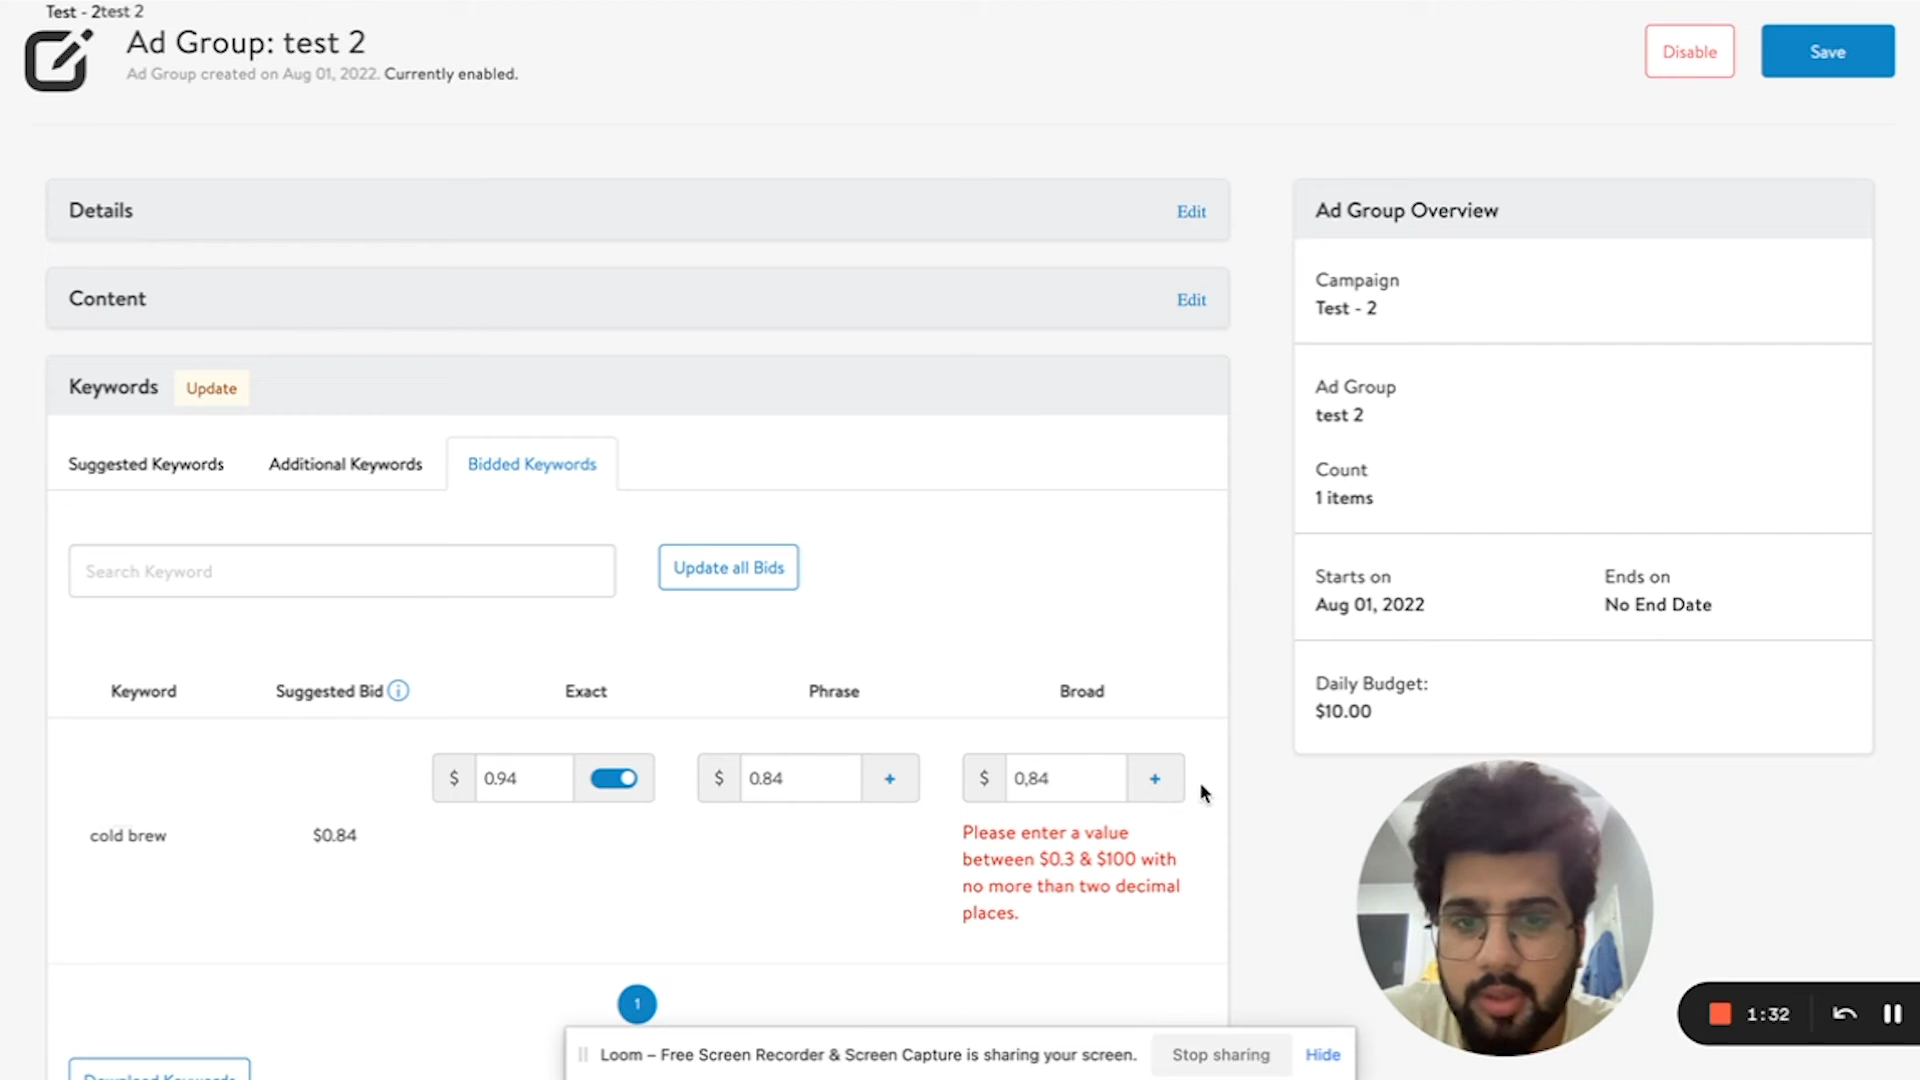 Test - 2test 2
Ad Group: test 2
Ad Group created on Aug 01, 2022. Currently enabled.
Disable
Save
Details
Edit
Content
Edit
Keywords
Update
Suggested Keywords
Additional Keywords
Bidded Keywords
Search Keyword
Update all Bids
Keyword
Suggested Bid
Exact
Phrase
Broad
$ 0.94
$ 0.84 +
$ 0,84 +
cold brew
$0.84
Please enter a value
between $0.3 & $100 with
no more than two decimal
places.
1
Download Keywords
Ad Group Overview
Campaign
Test - 2
Ad Group
test 2
Count
1 items
Starts on
Aug 01, 2022
Ends on
No End Date
Daily Budget:
$10.00
1:32
Loom – Free Screen Recorder & Screen Capture is sharing your screen.
Stop sharing
Hide